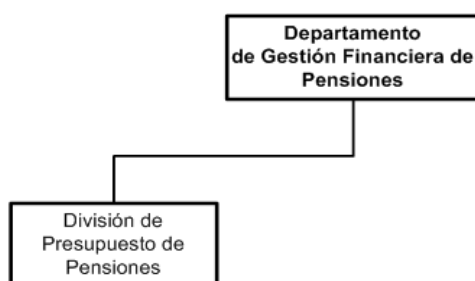 Departamento
de Gestión Financiera de
Pensiones
División de
Presupuesto de
Pensiones